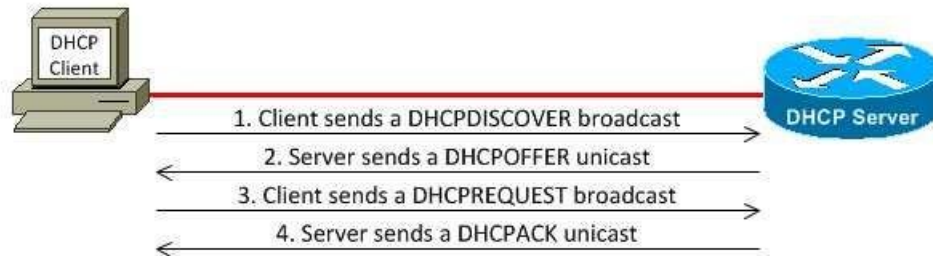 DHCP
Client
DHCP Server
1. Client sends a DHCPDISCOVER broadcast
2. Server sends a DHCPOFFER unicast
3. Client sends a DHCPREQUEST broadcast
4. Server sends a DHCPACK unicast